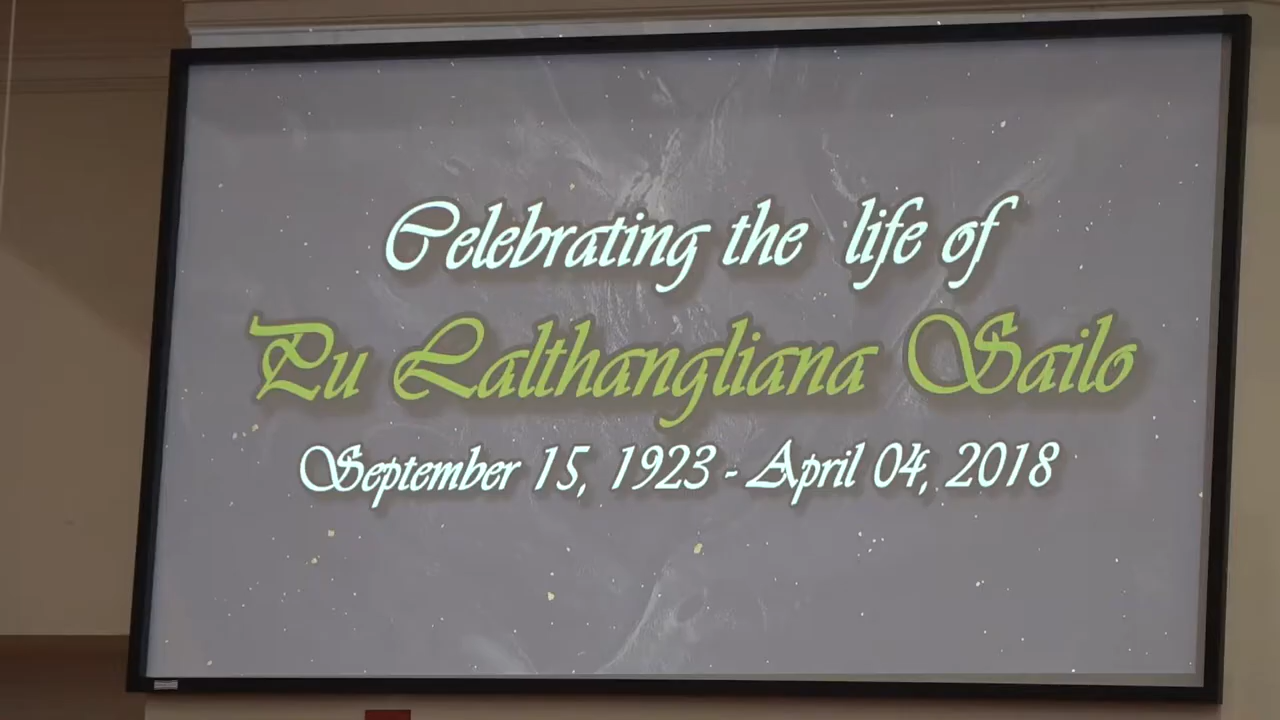 Celebrating the life of
Pu Lalthangliana Sailo
September 15, 1923 - April 04, 2018